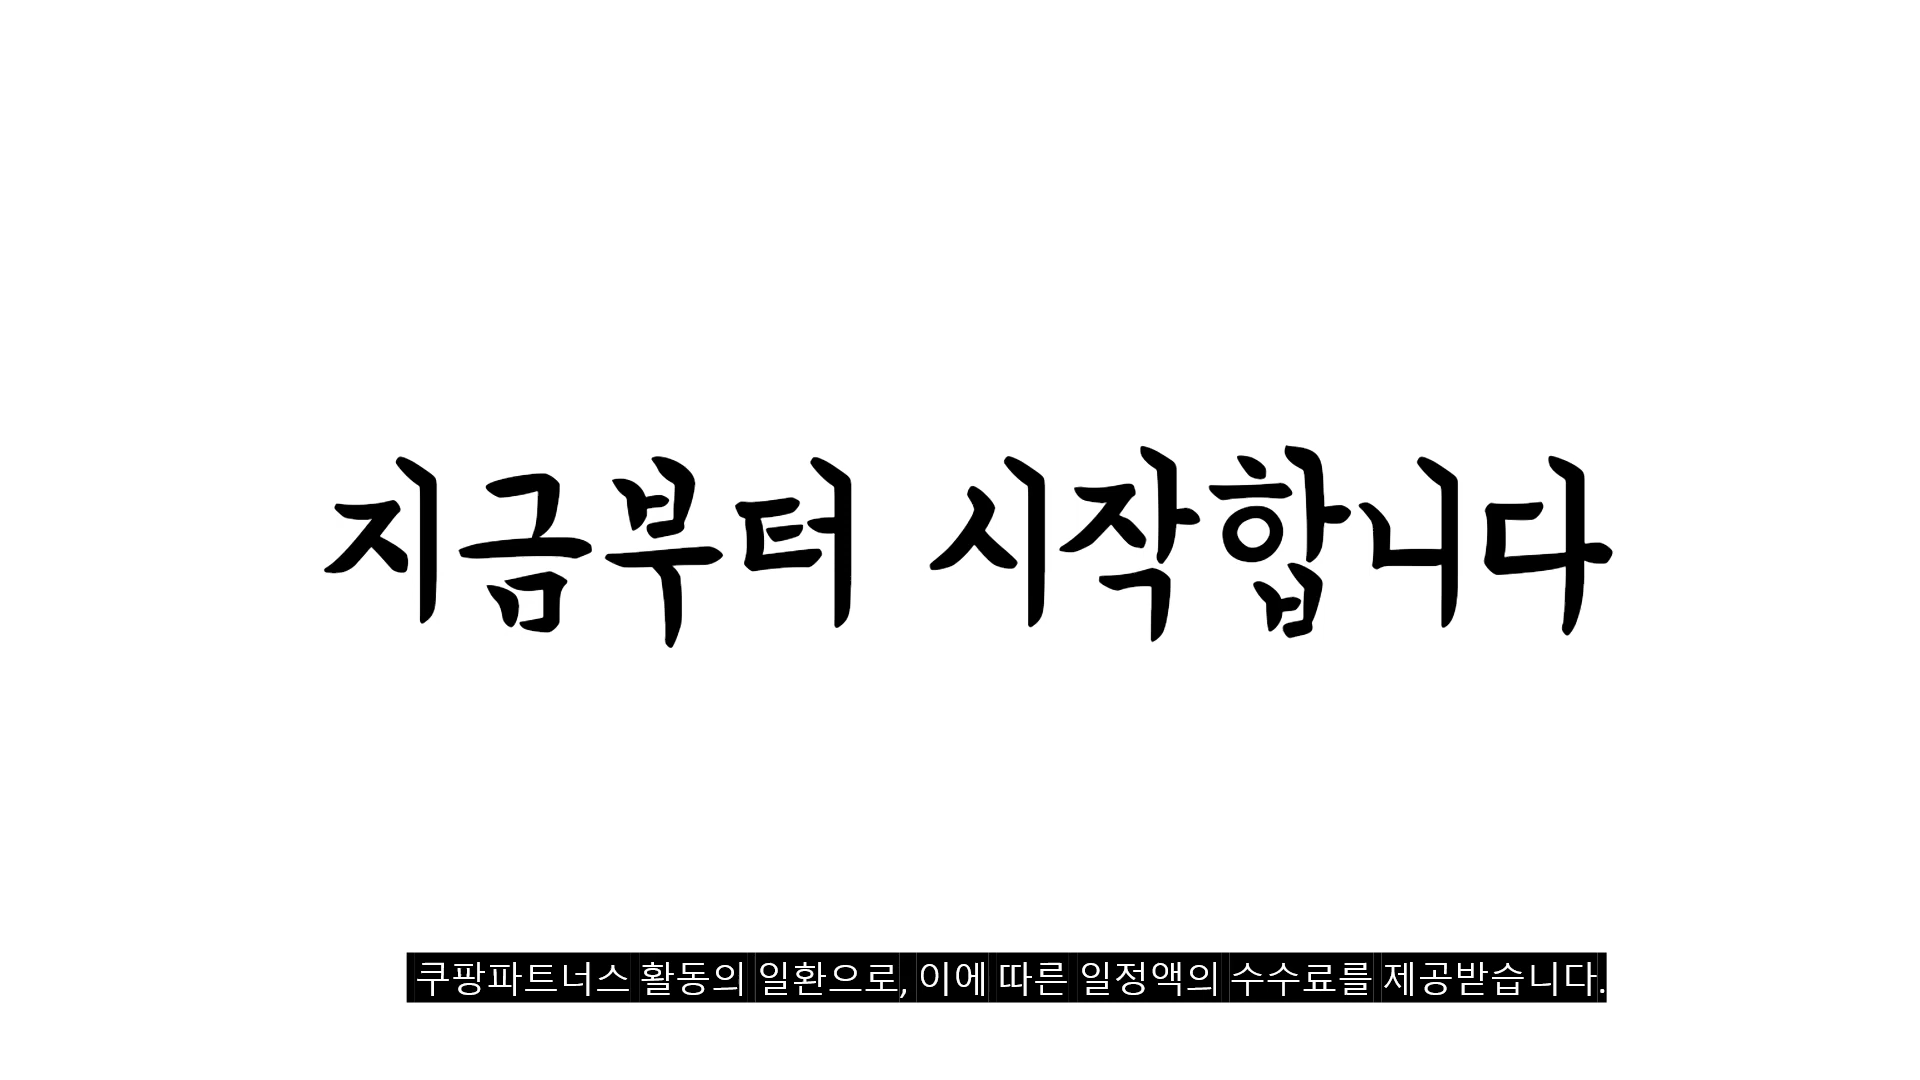 지금부터 시작합니다
쿠팡파트너스 활동의 일환으로, 이에 따른 일정액의 수수료를 제공받습니다.